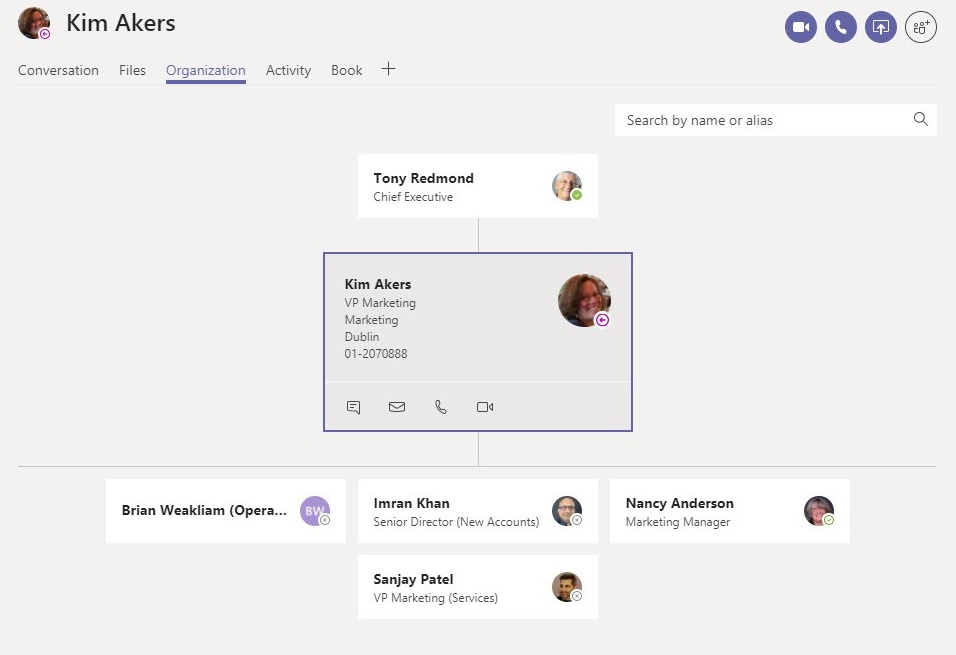 Kim Akers
Conversation Files Organization Activity Book
Search by name or alias
Tony Redmond
Chief Executive
Kim Akers
VP Marketing
Marketing
Dublin
01-2070888
Brian Weakliam (Opera...
BW
Imran Khan
Senior Director (New Accounts)
Nancy Anderson
Marketing Manager
Sanjay Patel
VP Marketing (Services)